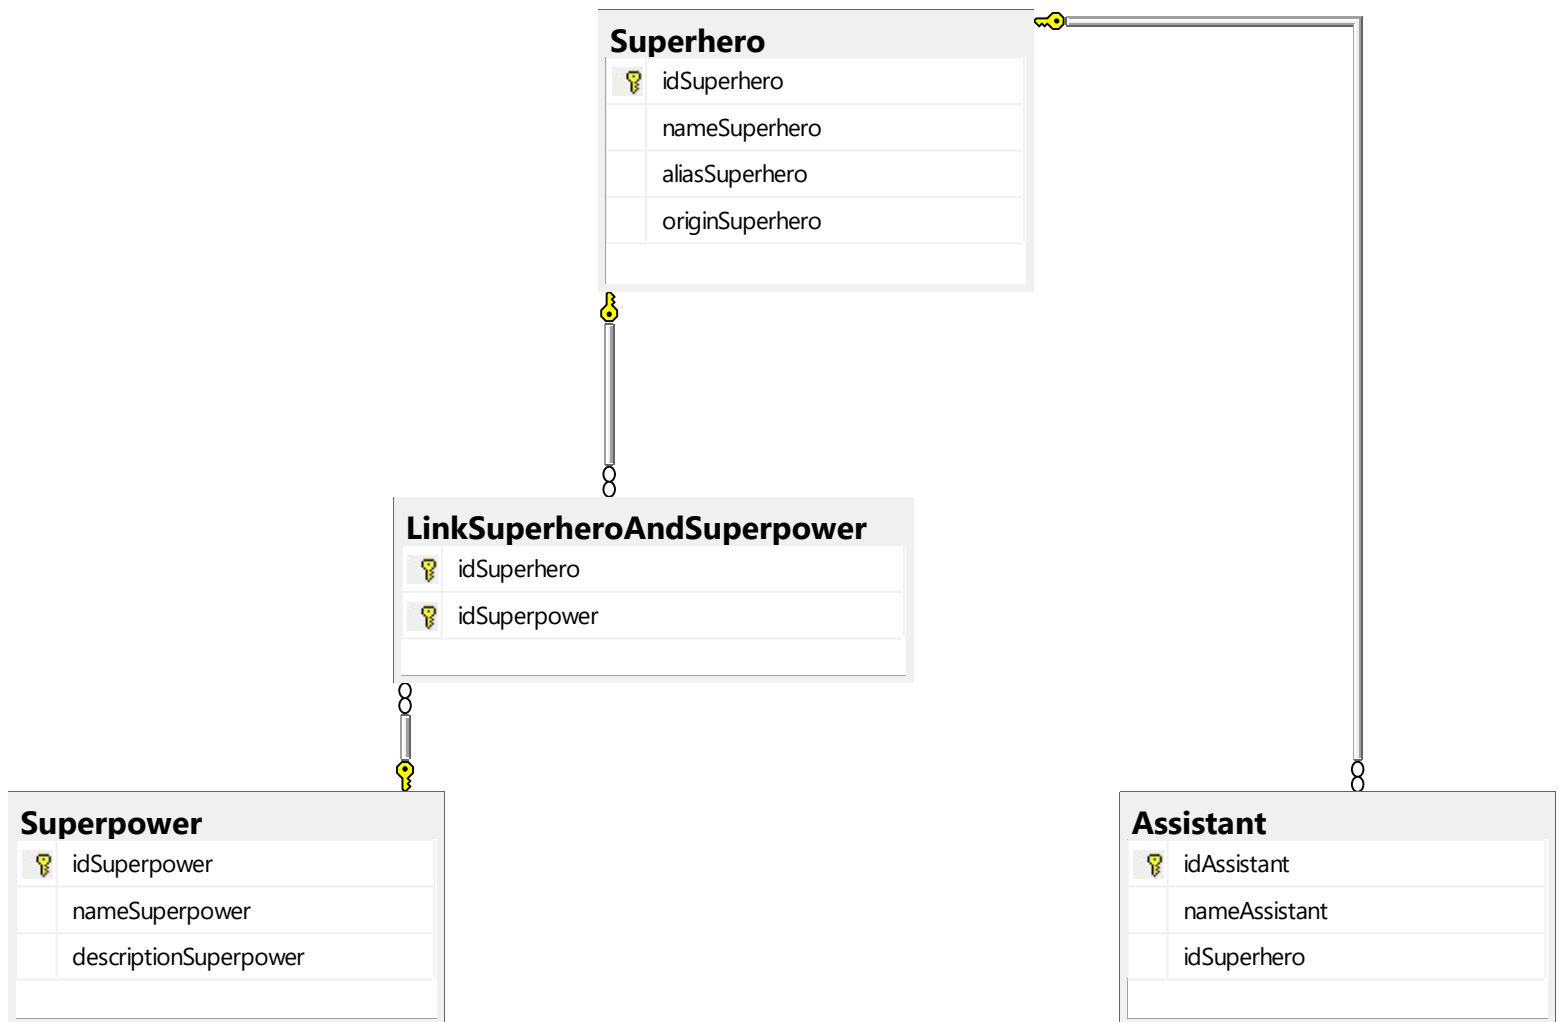 Superhero
idSuperhero
nameSuperhero
aliasSuperhero
originSuperhero
LinkSuperheroAndSuperpower
idSuperhero
idSuperpower
Superpower
idSuperpower
nameSuperpower
descriptionSuperpower
Assistant
idAssistant
nameAssistant
idSuperhero